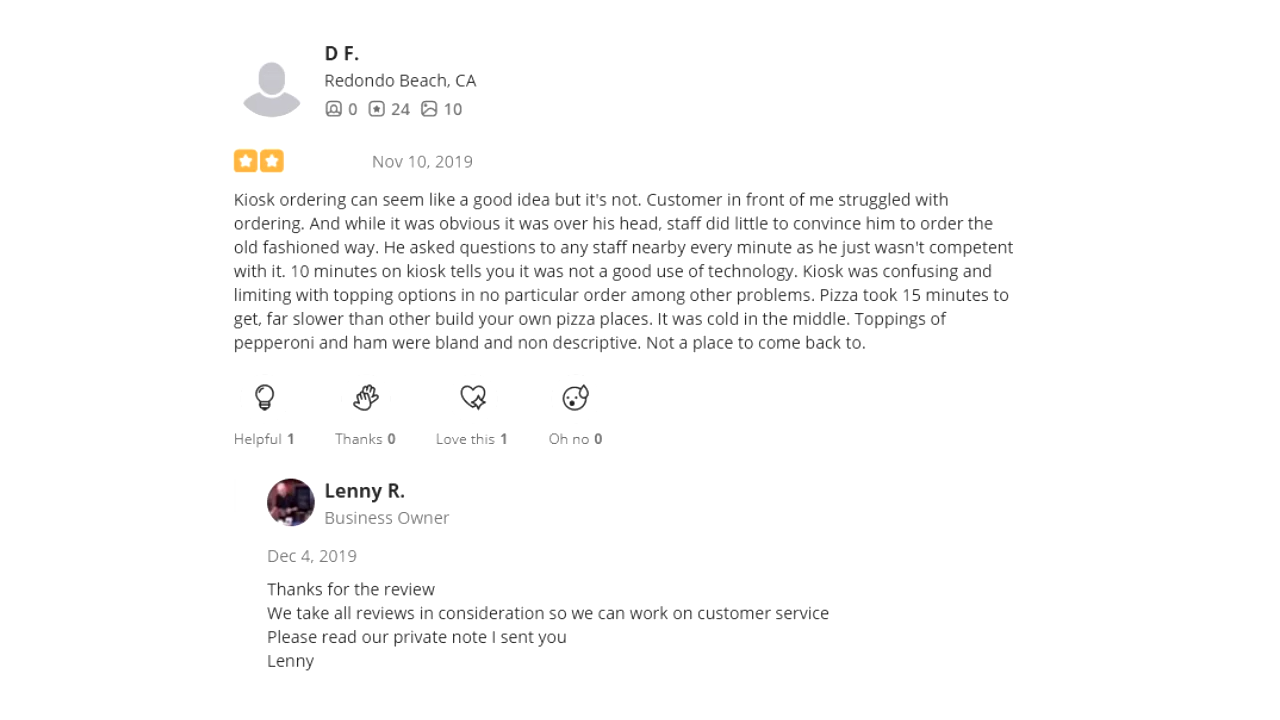 D F.
Redondo Beach, CA
0 24 10
Nov 10, 2019
Kiosk ordering can seem like a good idea but it's not. Customer in front of me struggled with
ordering. And while it was obvious it was over his head, staff did little to convince him to order the
old fashioned way. He asked questions to any staff nearby every minute as he just wasn't competent
with it. 10 minutes on kiosk tells you it was not a good use of technology. Kiosk was confusing and
limiting with topping options in no particular order among other problems. Pizza took 15 minutes to
get, far slower than other build your own pizza places. It was cold in the middle. Toppings of
pepperoni and ham were bland and non descriptive. Not a place to come back to.
Helpful 1 Thanks 0 Love this 1 Oh no 0
Lenny R.
Business Owner
Dec 4, 2019
Thanks for the review
We take all reviews in consideration so we can work on customer service
Please read our private note I sent you
Lenny